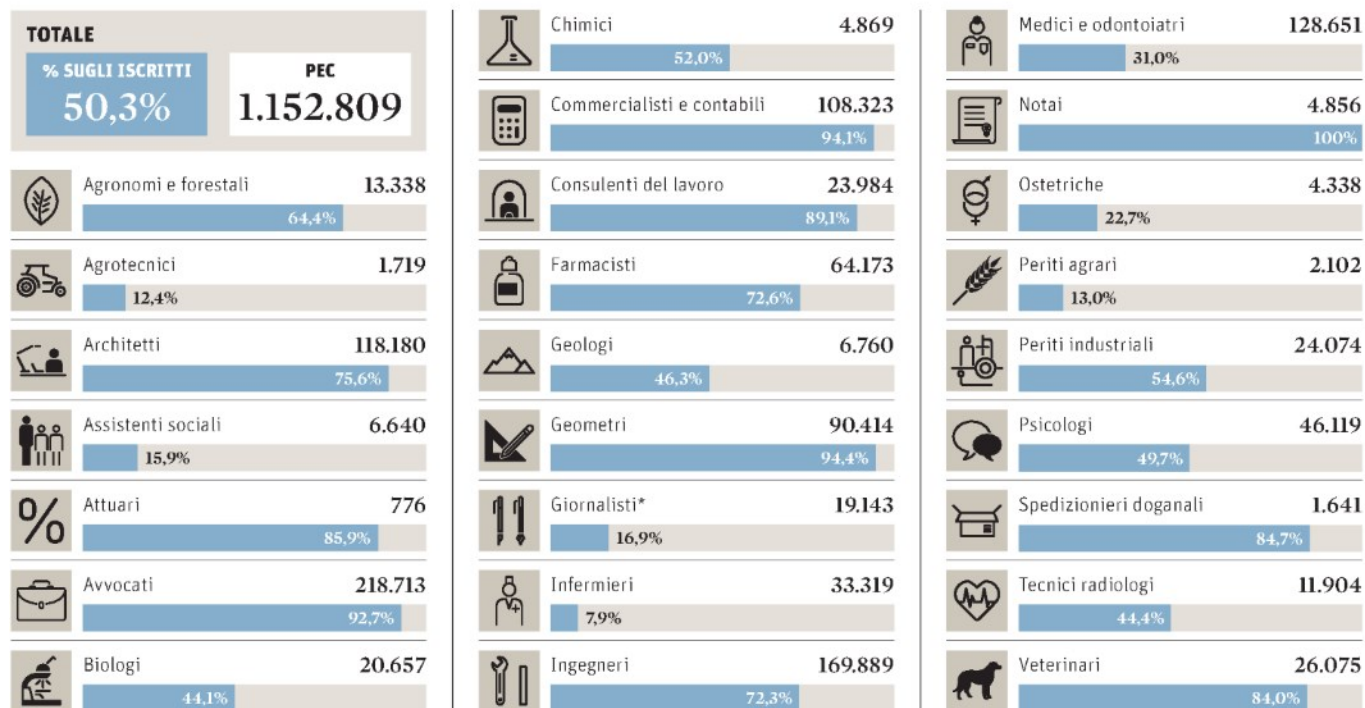 TOTALE
% SUGLI ISCRITTI
50,3%
PEC
1.152.809
Agronomi e forestali 13.338
64,4%
Agrotecnici 1.719
12,4%
Architetti 118.180
75,6%
Assistenti sociali 6.640
15,9%
%
Attuari 776
85,9%
Avvocati 218.713
92,7%
Biologi 20.657
44,1%
Chimici 4.869
52,0%
Commercialisti e contabili 108.323
94,1%
Consulenti del lavoro 23.984
89,1%
Farmacisti 64.173
72,6%
Geologi 6.760
46,3%
Geometri 90.414
94,4%
Giornalisti* 19.143
16,9%
Infermieri 33.319
7,9%
Ingegneri 169.889
72,3%
Medici e odontoiatri 128.651
31,0%
Notai 4.856
100%
Ostetriche 4.338
22,7%
Periti agrari 2.102
13,0%
Periti industriali 24.074
54,6%
Psicologi 46.119
49,7%
Spedizionieri doganali 1.641
84,7%
Tecnici radiologi 11.904
44,4%
Veterinari 26.075
84,0%